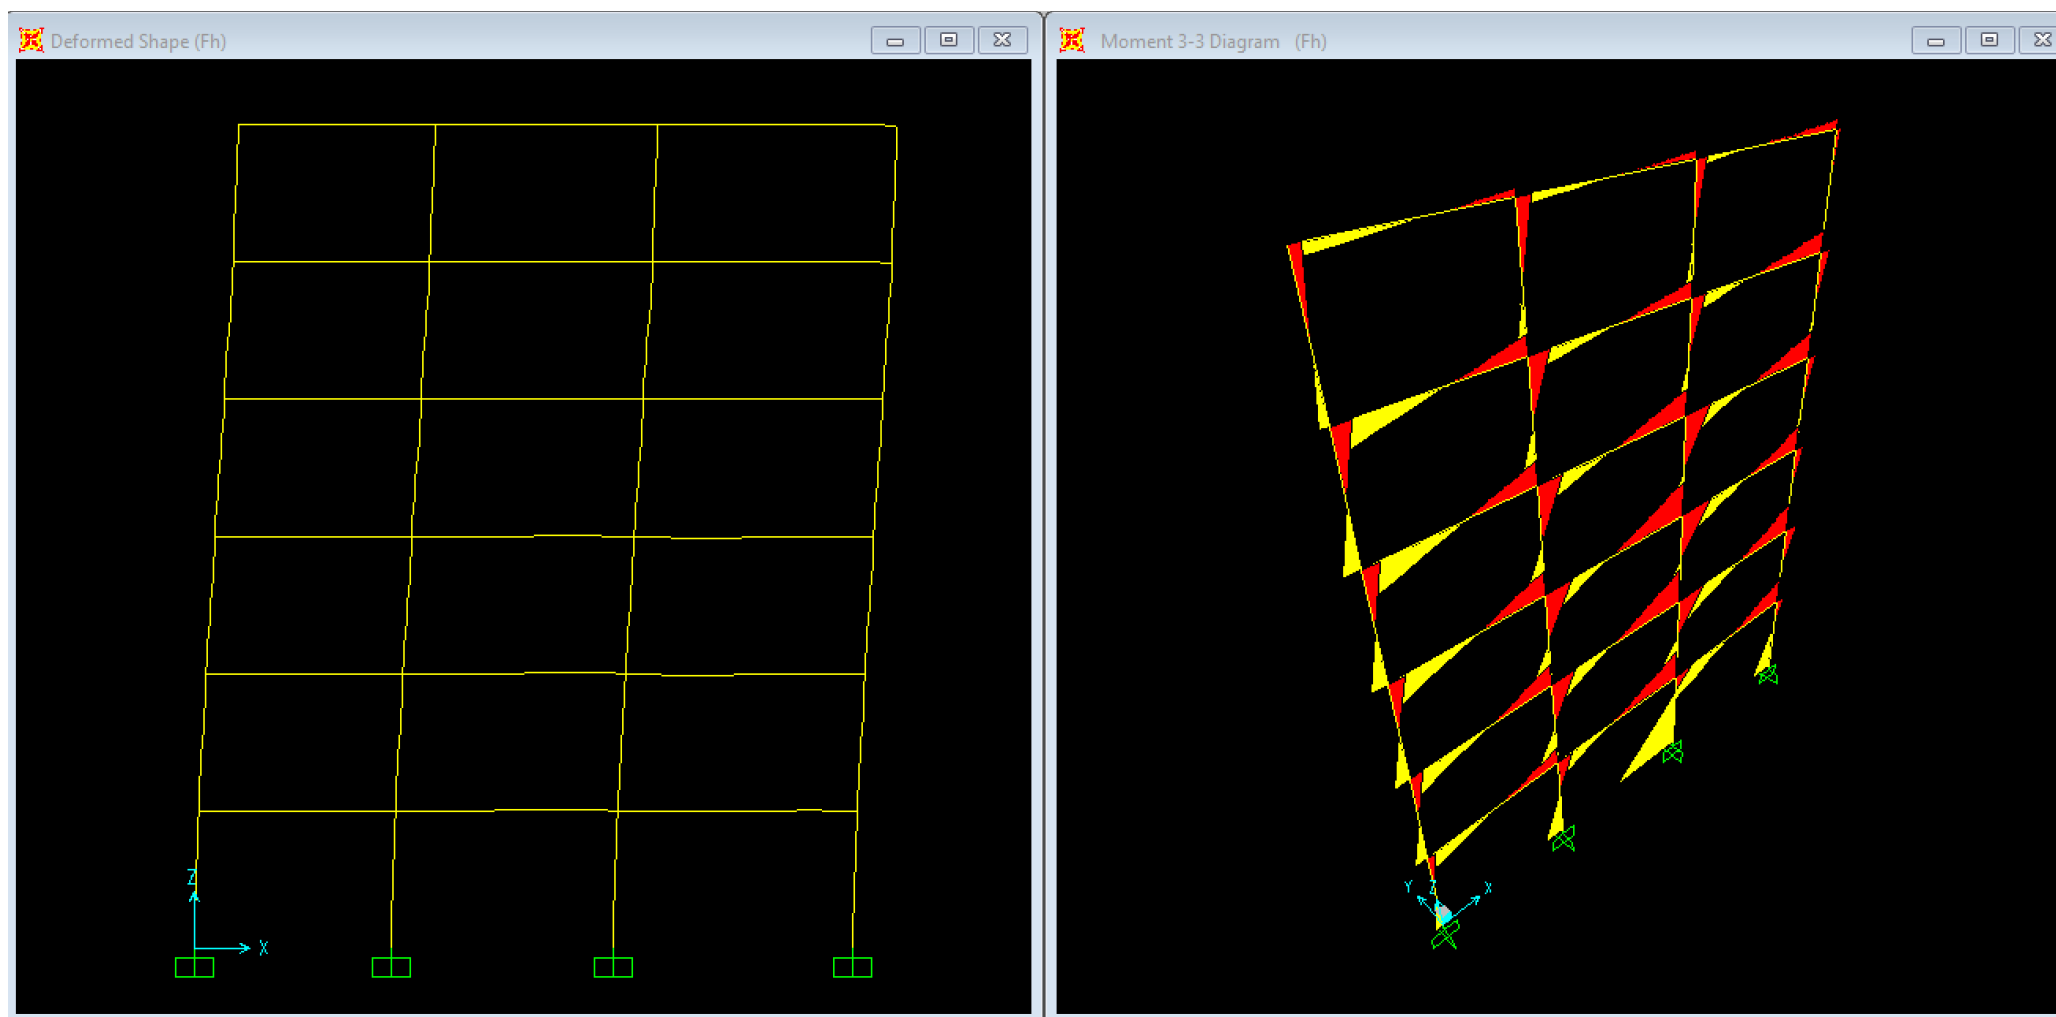 Deformed Shape (Fh)
Moment 3-3 Diagram (Fh)
Z
X
Y Z X